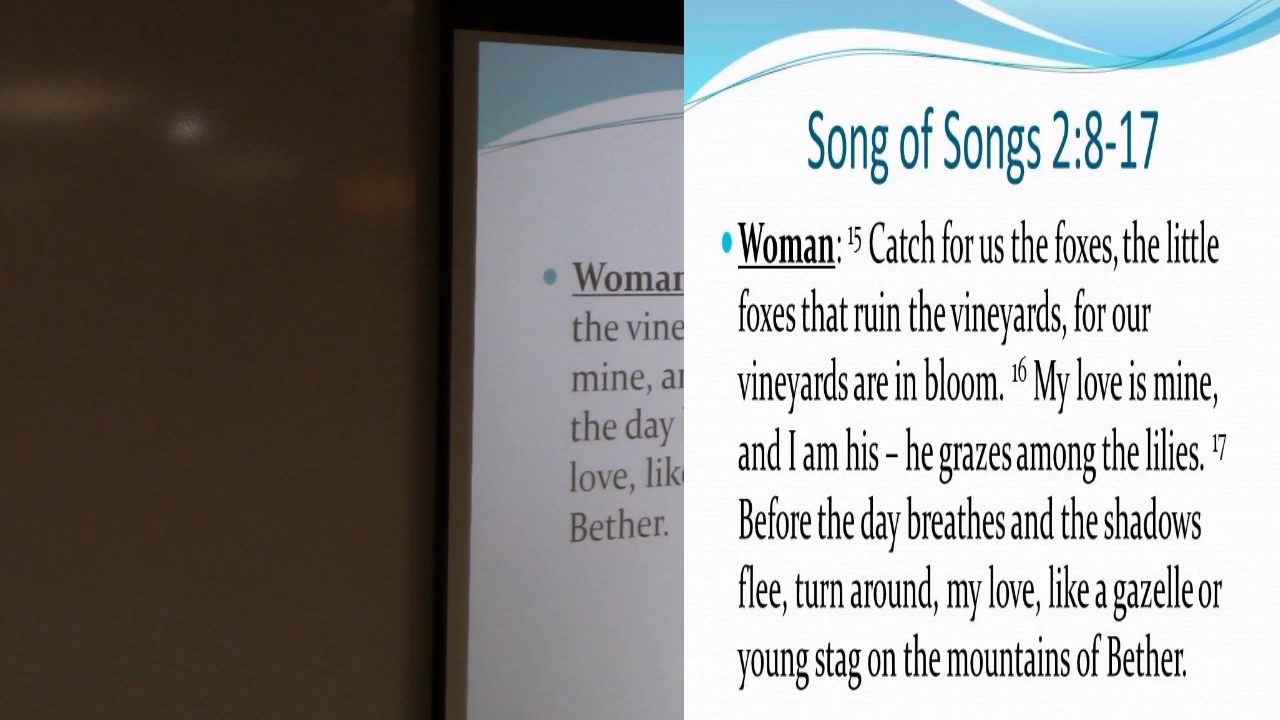 Woman
the vine
mine, an
the day
love, like
Bether.
Song of Songs 2:8-17
• Woman: 15 Catch for us the foxes, the little
foxes that ruin the vineyards, for our
vineyards are in bloom. 16 My love is mine,
and I am his – he grazes among the lilies. 17
Before the day breathes and the shadows
flee, turn around, my love, like a gazelle or
young stag on the mountains of Bether.